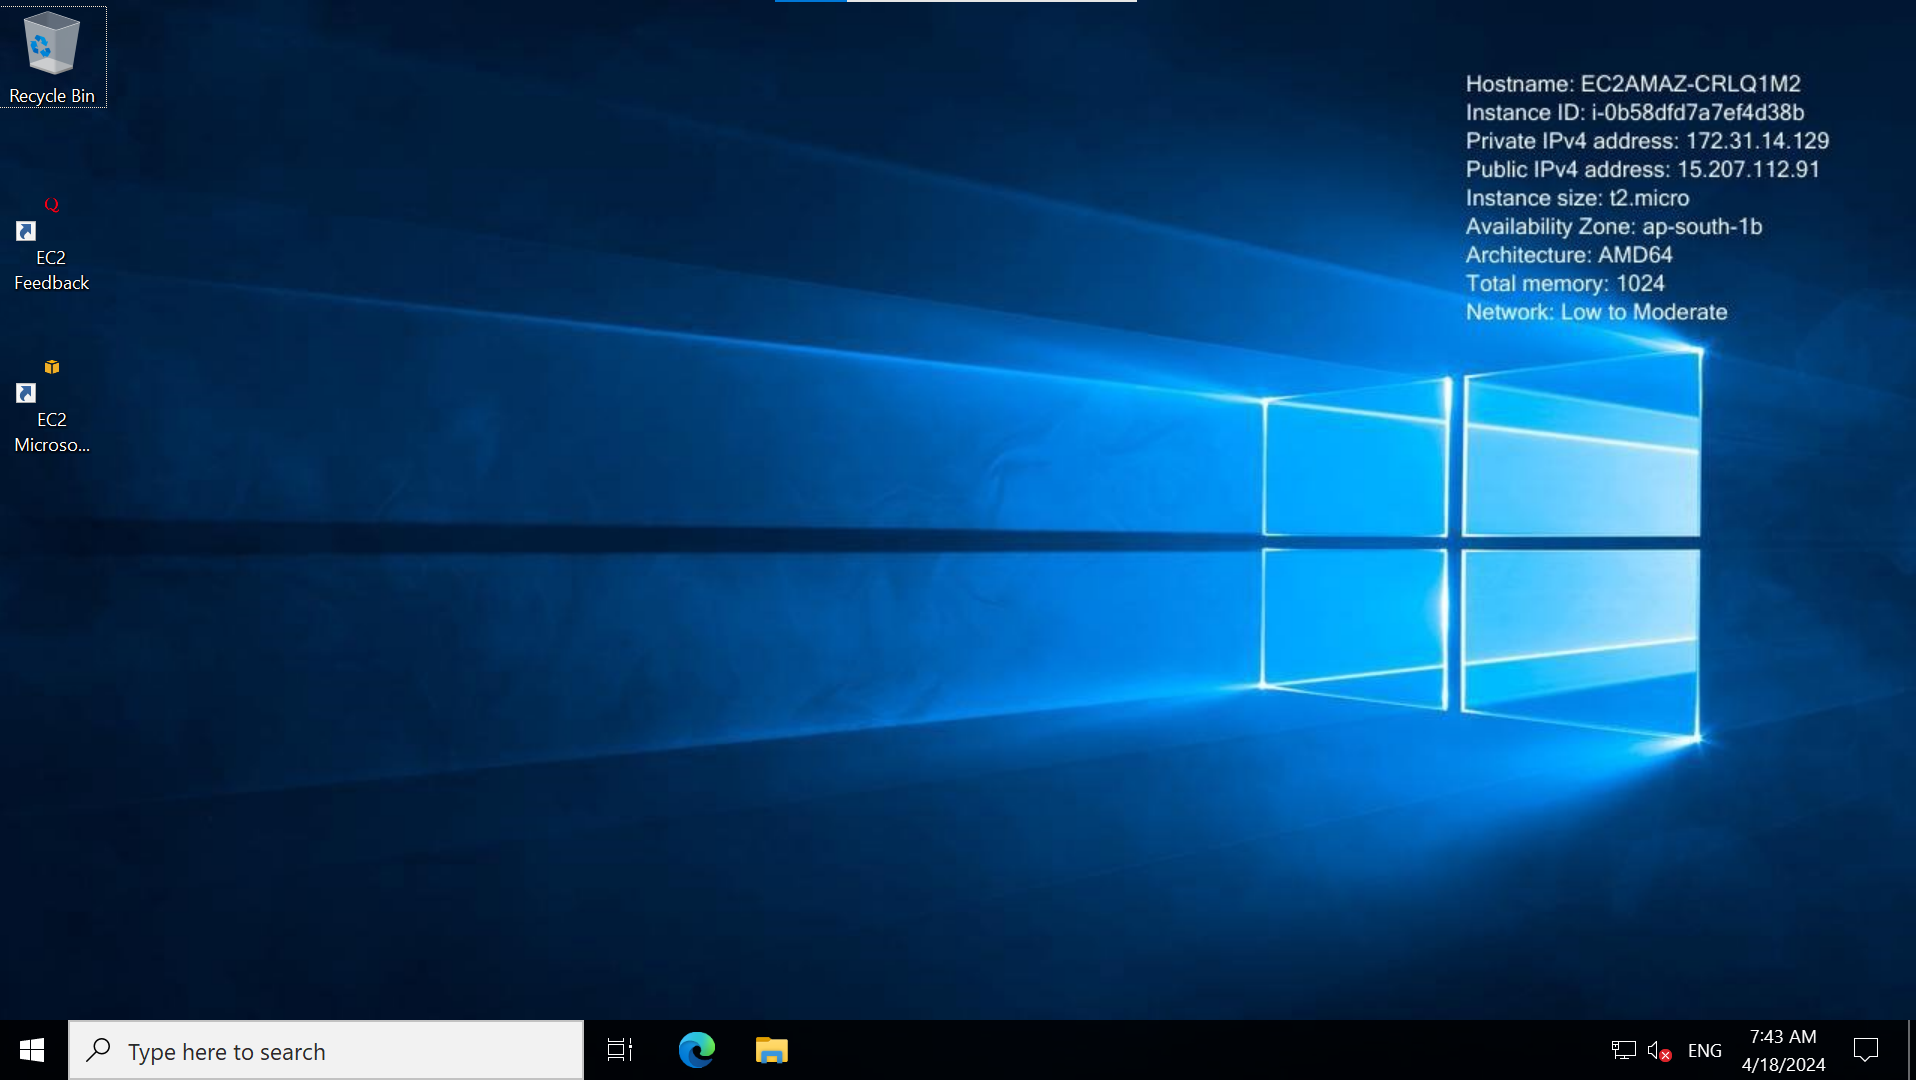 Recycle Bin
Q
EC2
Feedback
EC2
Microso...
Hostname: EC2AMAZ-CRLQ1M2
Instance ID: i-0b58dfd7a7ef4d38b
Private IPv4 address: 172.31.14.129
Public IPv4 address: 15.207.112.91
Instance size: t2.micro
Availability Zone: ap-south-1b
Architecture: AMD64
Total memory: 1024
Network: Low to Moderate
Type here to search
ENG
7:43 AM
4/18/2024